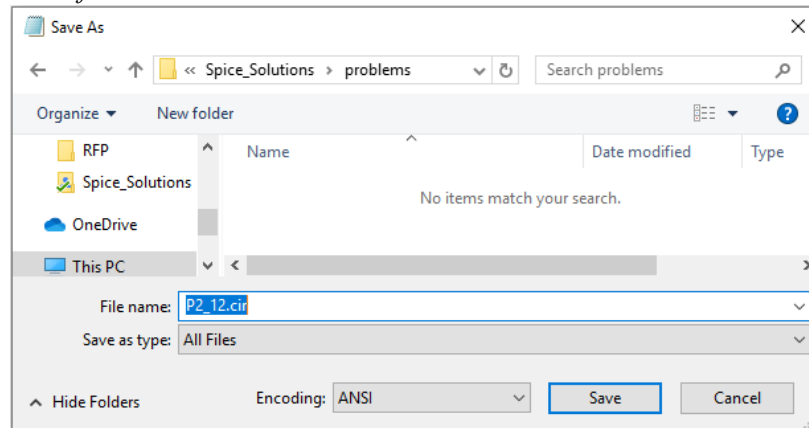 Save As
« Spice_Solutions › problems
Search problems
Organize
New folder
RFP
Spice_Solutions
OneDrive
This PC
Name
Date modified
Type
No items match your search.
File name: P2_12.cir
Save as type: All Files
Hide Folders
Encoding: ANSI
Save
Cancel